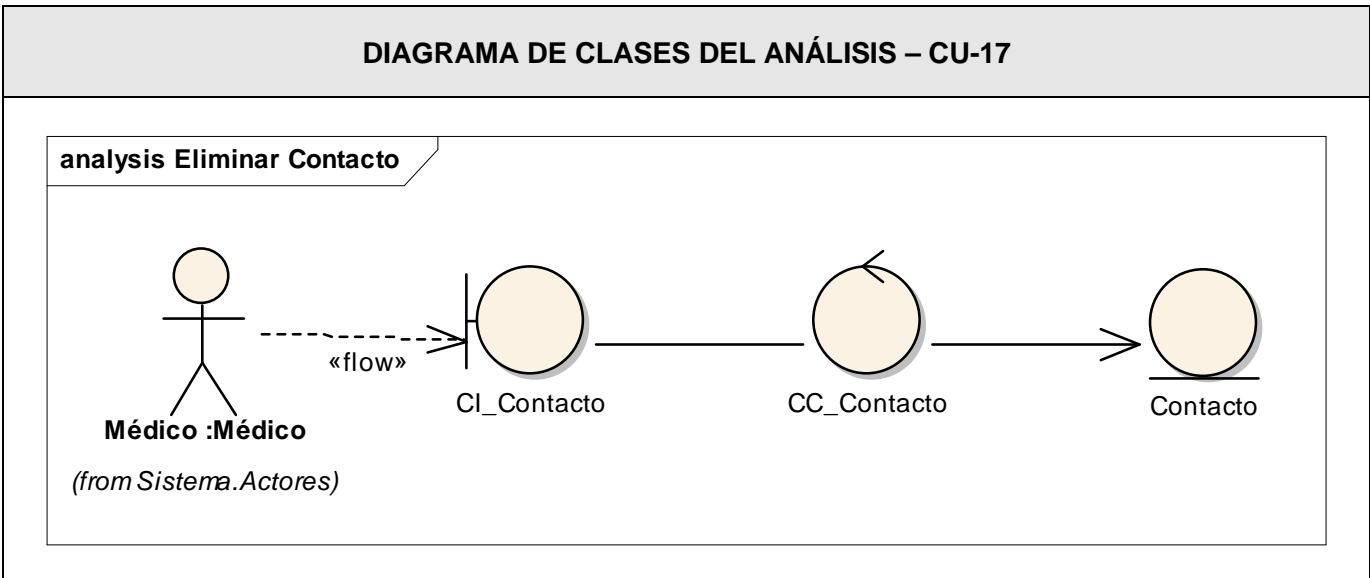 DIAGRAMA DE CLASES DEL ANÁLISIS – CU-17
analysis Eliminar Contacto
«flow»
CI_Contacto
CC_Contacto
Contacto
Médico :Médico
(from Sistema.Actores)